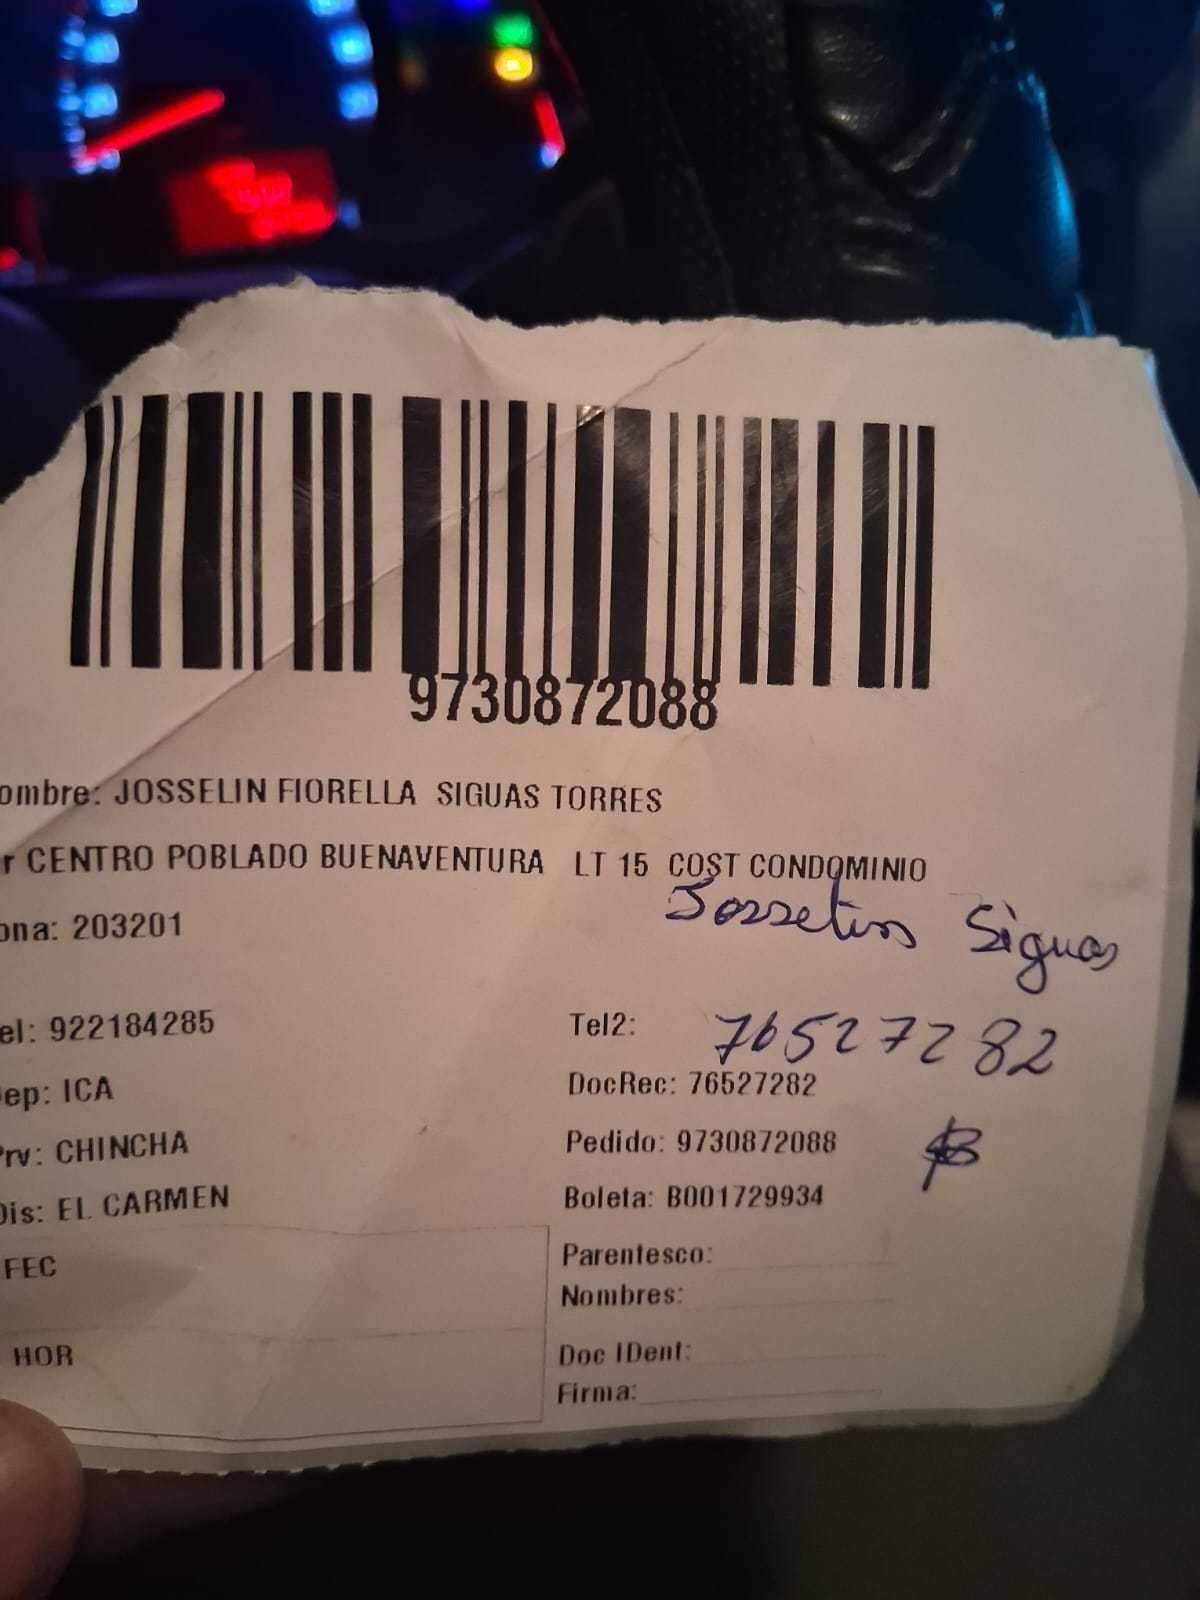 9730872088
ombre: JOSSELIN FIORELLA SIGUAS TORRES
r CENTRO POBLADO BUENAVENTURA LT 15 COST CONDOMINIO
Josselin Siguas
ona: 203201
el: 922184285
Tel2:
76527282
ep: ICA
DocRec: 76527282
Prv: CHINCHA
Pedido: 9730872088
Dis: EL CARMEN
Boleta: B001729934
FEC
Parentesco:
Nombres:
HOR
Doc IDent:
Firma: